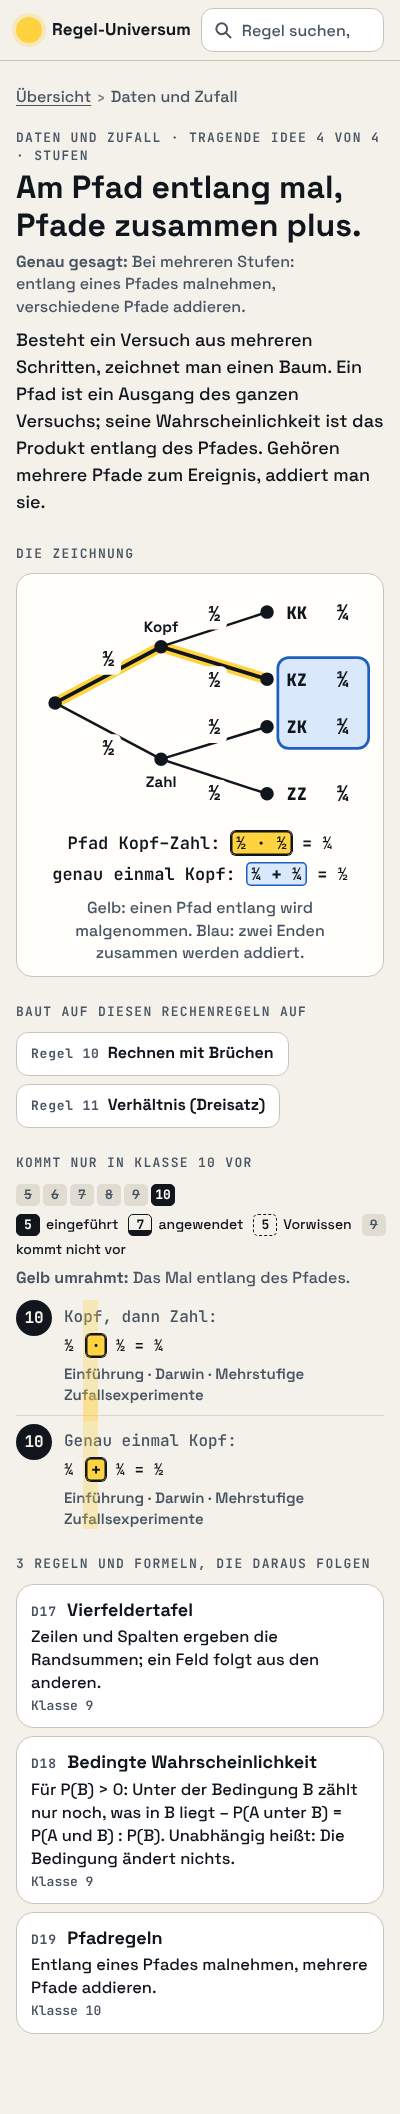 Regel-Universum
Regel suchen,
Übersicht > Daten und Zufall
DATEN UND ZUFALL · TRAGENDE IDEE 4 VON 4
· STUFEN
Am Pfad entlang mal,
Pfade zusammen plus.
Genau gesagt: Bei mehreren Stufen:
entlang eines Pfades malnehmen,
verschiedene Pfade addieren.
Besteht ein Versuch aus mehreren
Schritten, zeichnet man einen Baum. Ein
Pfad ist ein Ausgang des ganzen
Versuchs; seine Wahrscheinlichkeit ist das
Produkt entlang des Pfades. Gehören
mehrere Pfade zum Ereignis, addiert man
sie.
DIE ZEICHNUNG
½ KK ¼
Kopf
½
½ KZ ¼
½ ZK ¼
½
Zahl
½ ZZ ¼
Pfad Kopf-Zahl: ½ · ½ = ¼
genau einmal Kopf: ¼ + ¼ = ½
Gelb: einen Pfad entlang wird
malgenommen. Blau: zwei Enden
zusammen werden addiert.
BAUT AUF DIESEN RECHENREGELN AUF
Regel 10 Rechnen mit Brüchen
Regel 11 Verhältnis (Dreisatz)
KOMMT NUR IN KLASSE 10 VOR
5 6 7 8 9 10
5 eingeführt 7 angewendet 5 Vorwissen 9
kommt nicht vor
Gelb umrahmt: Das Mal entlang des Pfades.
10 Kopf, dann Zahl:
½ · ½ = ¼
Einführung · Darwin · Mehrstufige
Zufallsexperimente
10 Genau einmal Kopf:
¼ + ¼ = ½
Einführung · Darwin · Mehrstufige
Zufallsexperimente
3 REGELN UND FORMELN, DIE DARAUS FOLGEN
D17 Vierfeldertafel
Zeilen und Spalten ergeben die
Randsummen; ein Feld folgt aus den
anderen.
Klasse 9
D18 Bedingte Wahrscheinlichkeit
Für P(B) > 0: Unter der Bedingung B zählt
nur noch, was in B liegt – P(A unter B) =
P(A und B) : P(B). Unabhängig heißt: Die
Bedingung ändert nichts.
Klasse 9
D19 Pfadregeln
Entlang eines Pfades malnehmen, mehrere
Pfade addieren.
Klasse 10